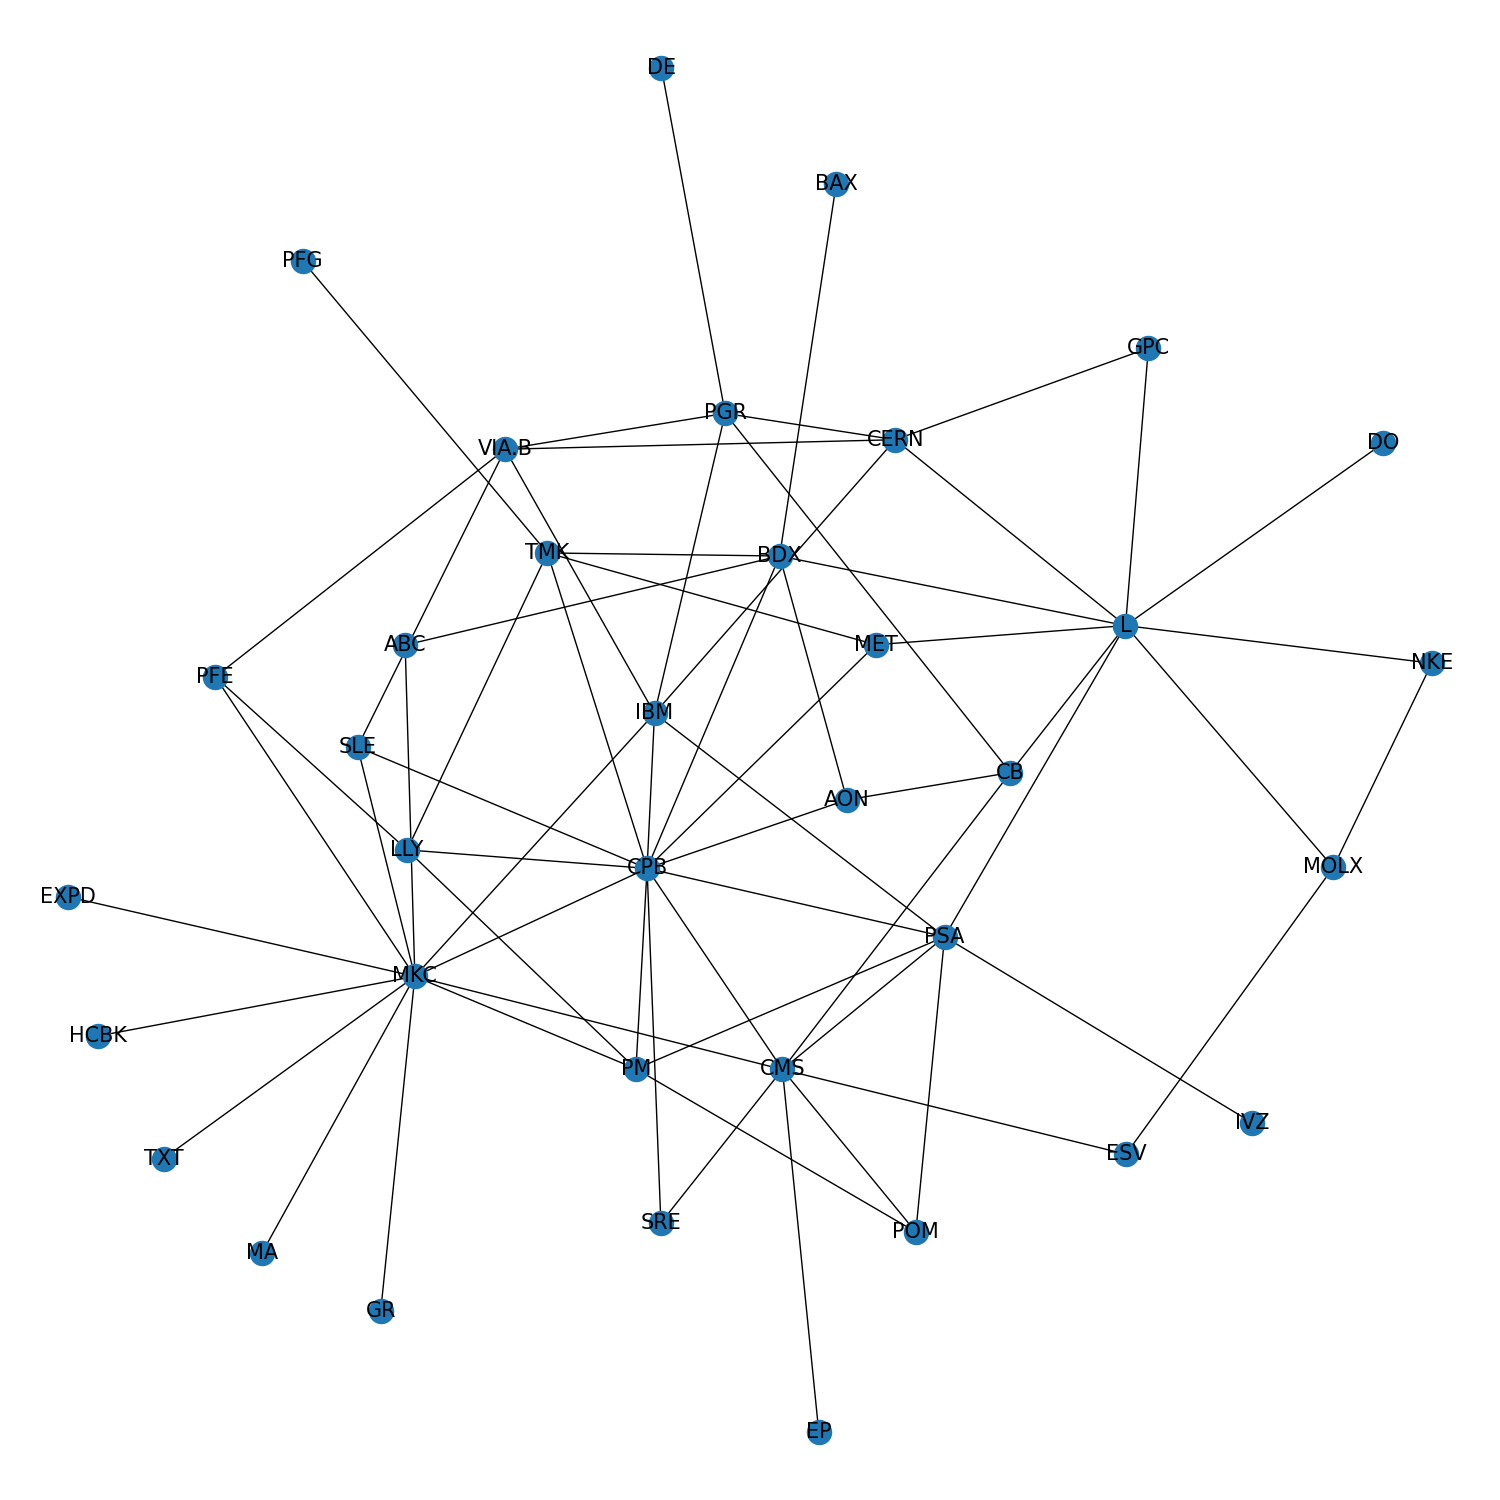 DE
BAX
PFG
GPC
PGR
CERN
DO
VIA.B
TMK
BDX
L
ABC
MET
NKE
PFE
IBM
SLE
CB
AON
LLY
CPB
MOLX
EXPD
PSA
MKC
HCBK
PM
CMS
IVZ
ESV
TXT
SRE
POM
MA
GR
EP